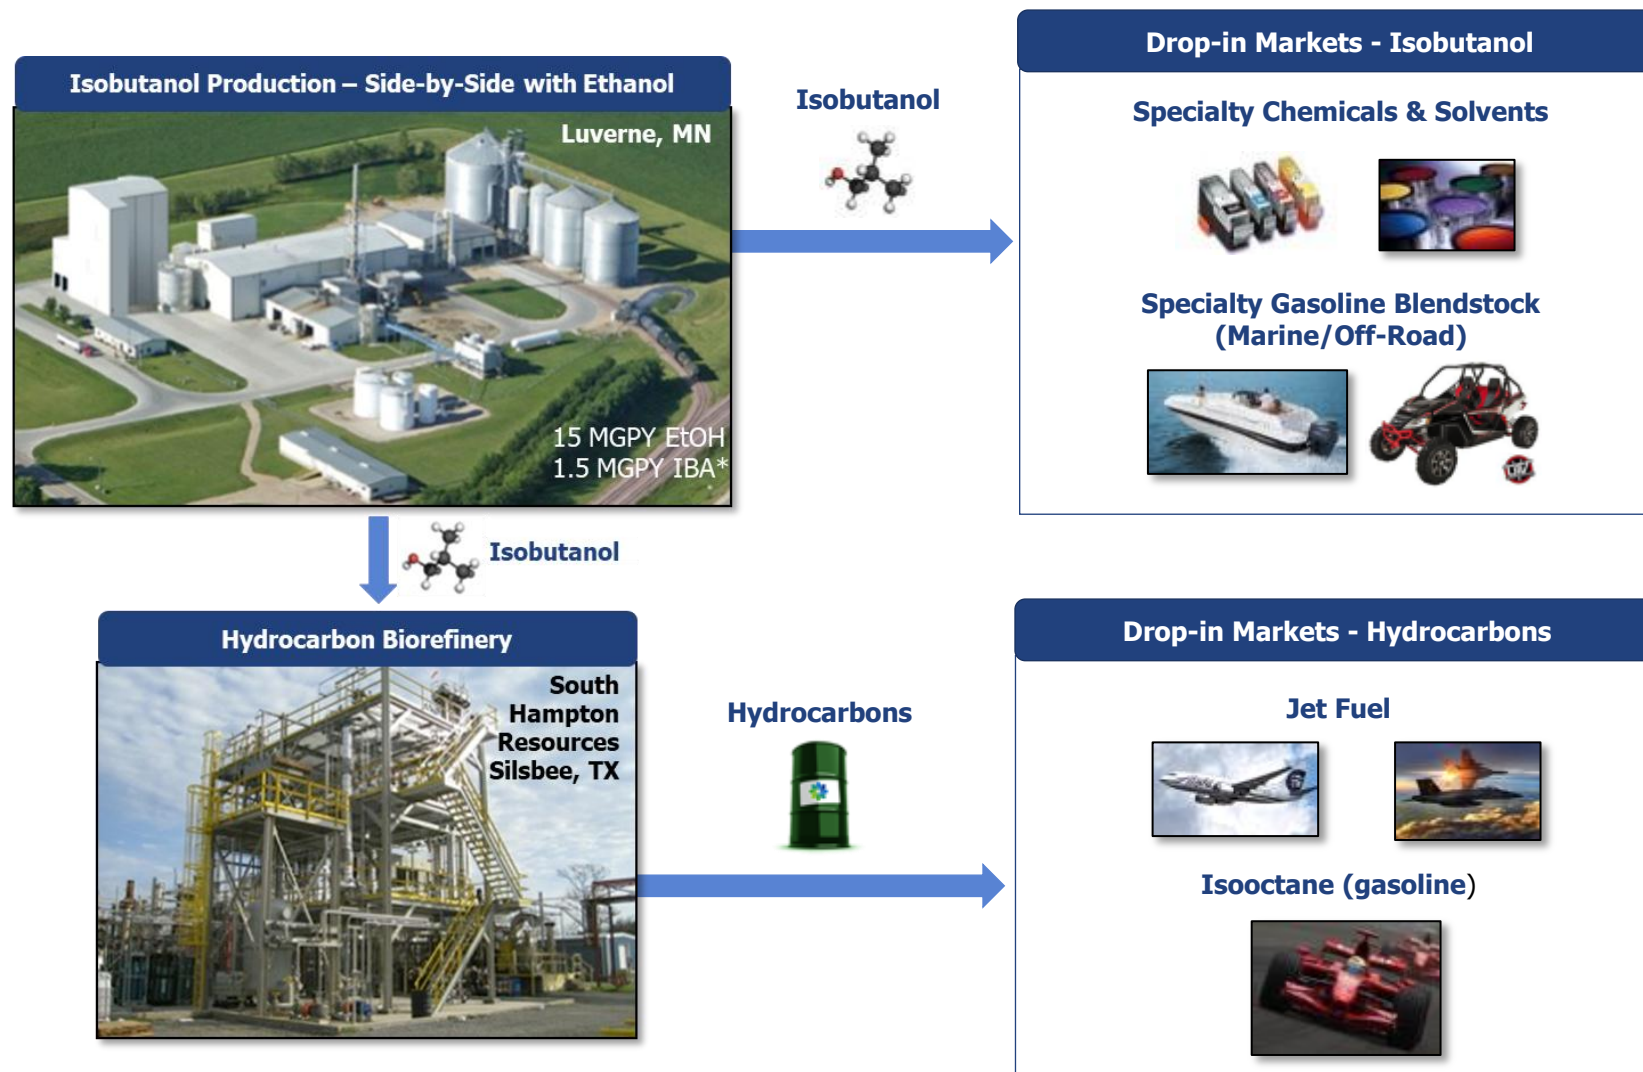 Isobutanol Production – Side-by-Side with Ethanol
Luverne, MN
15 MGPY EtOH
1.5 MGPY IBA*
Isobutanol
Drop-in Markets - Isobutanol
Specialty Chemicals & Solvents
Specialty Gasoline Blendstock
(Marine/Off-Road)
Isobutanol
Hydrocarbon Biorefinery
South
Hampton
Resources
Silsbee, TX
Hydrocarbons
Drop-in Markets - Hydrocarbons
Jet Fuel
Isooctane (gasoline)